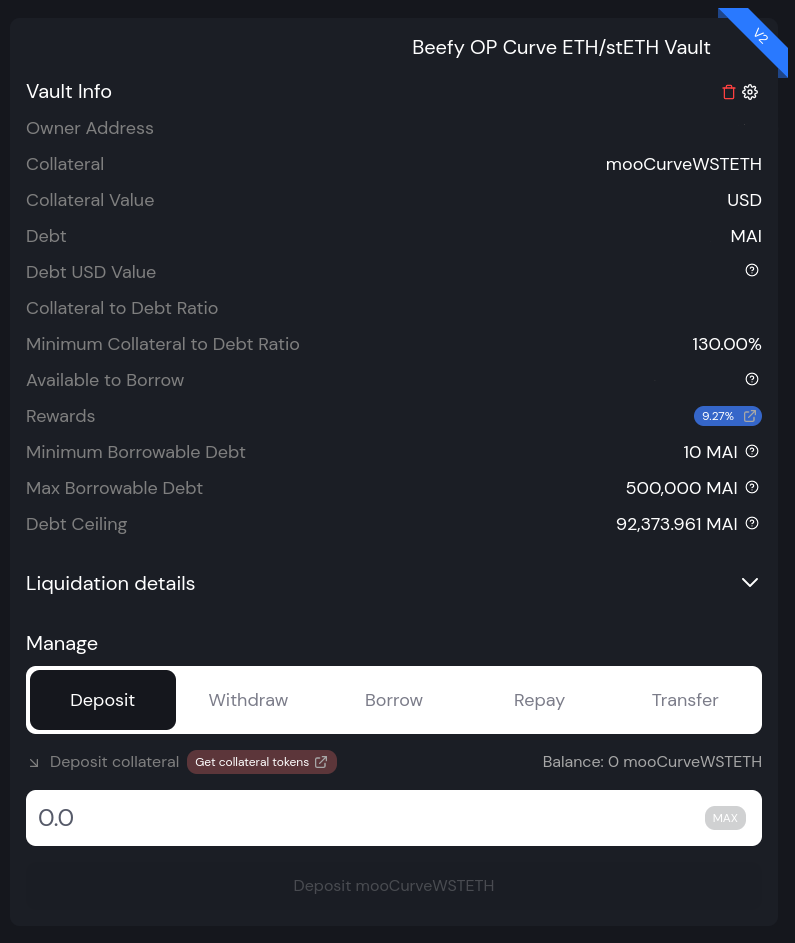 V2
Beefy OP Curve ETH/stETH Vault
Vault Info
Owner Address
Collateral mooCurveWSTETH
Collateral Value USD
Debt MAI
Debt USD Value
Collateral to Debt Ratio
Minimum Collateral to Debt Ratio 130.00%
Available to Borrow
Rewards 9.27%
Minimum Borrowable Debt 10 MAI
Max Borrowable Debt 500,000 MAI
Debt Ceiling 92,373.961 MAI
Liquidation details
Manage
Deposit Withdraw Borrow Repay Transfer
Deposit collateral Get collateral tokens Balance: 0 mooCurveWSTETH
0.0 MAX
Deposit mooCurveWSTETH